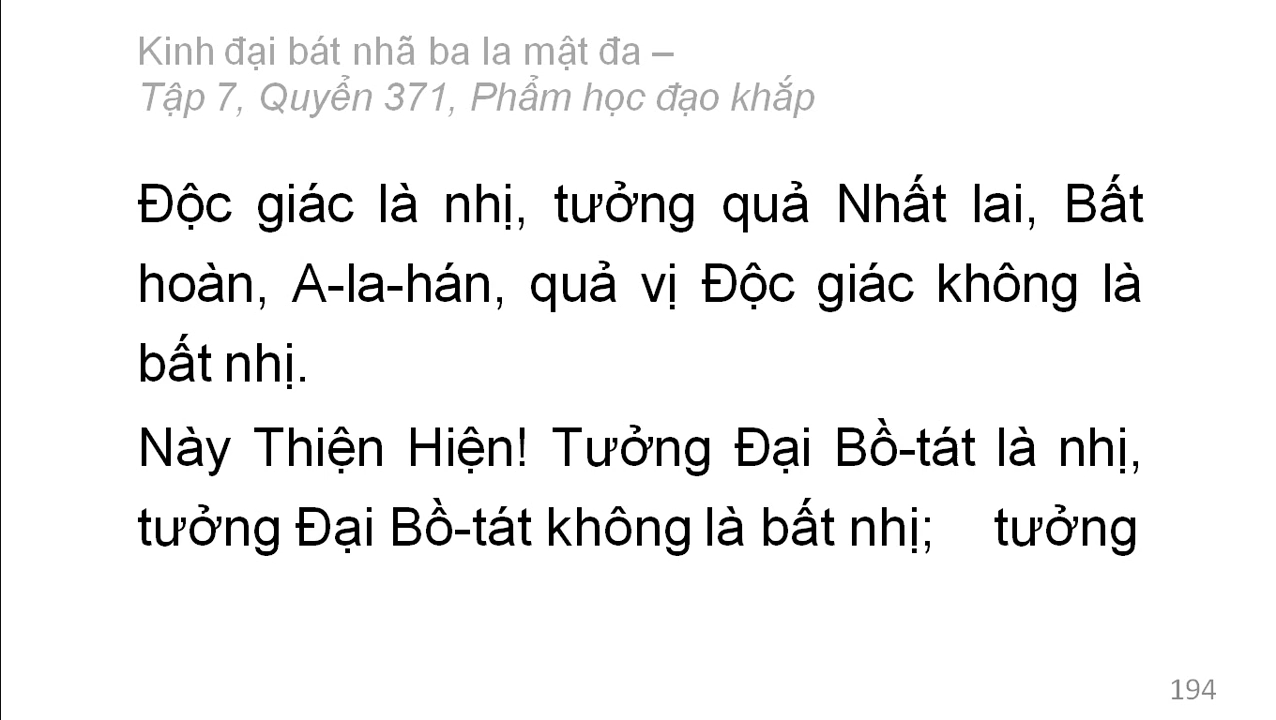 Kinh đại bát nhã ba la mật đa –
Tập 7, Quyển 371, Phẩm học đạo khắp
Độc giác là nhị, tưởng quả Nhất lai, Bất
hoàn, A-la-hán, quả vị Độc giác không là
bất nhị.
Này Thiện Hiện! Tưởng Đại Bồ-tát là nhị,
tưởng Đại Bồ-tát không là bất nhị; tưởng
194